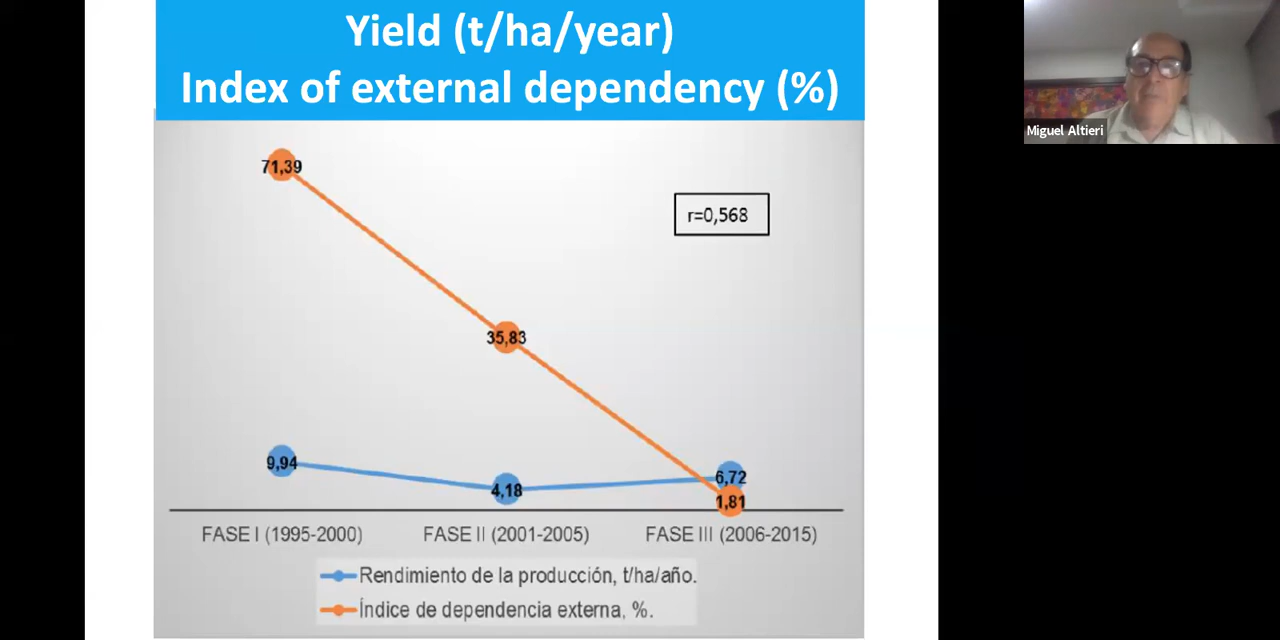 Yield (t/ha/year)
Index of external dependency (%)
71,39
r=0,568
35,83
9,94
4,18
6,72
1,81
FASE I (1995-2000)
FASE II (2001-2005)
FASE III (2006-2015)
Rendimiento de la producción, t/ha/año.
Índice de dependencia externa, %.
Miguel Altieri